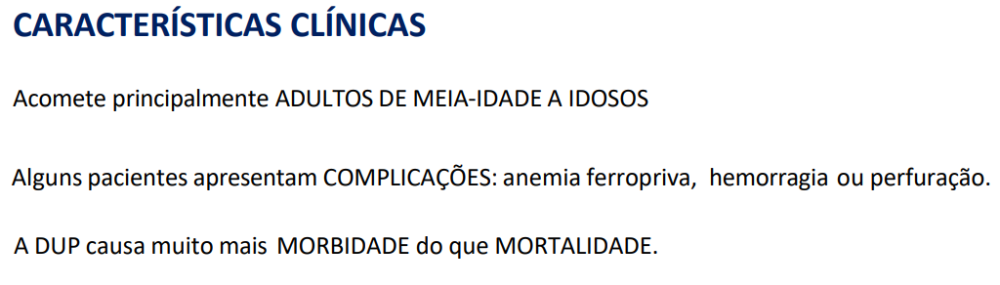 CARACTERÍSTICAS CLÍNICAS
Acomete principalmente ADULTOS DE MEIA-IDADE A IDOSOS
Alguns pacientes apresentam COMPLICAÇÕES: anemia ferropriva, hemorragia ou perfuração.
A DUP causa muito mais MORBIDADE do que MORTALIDADE.